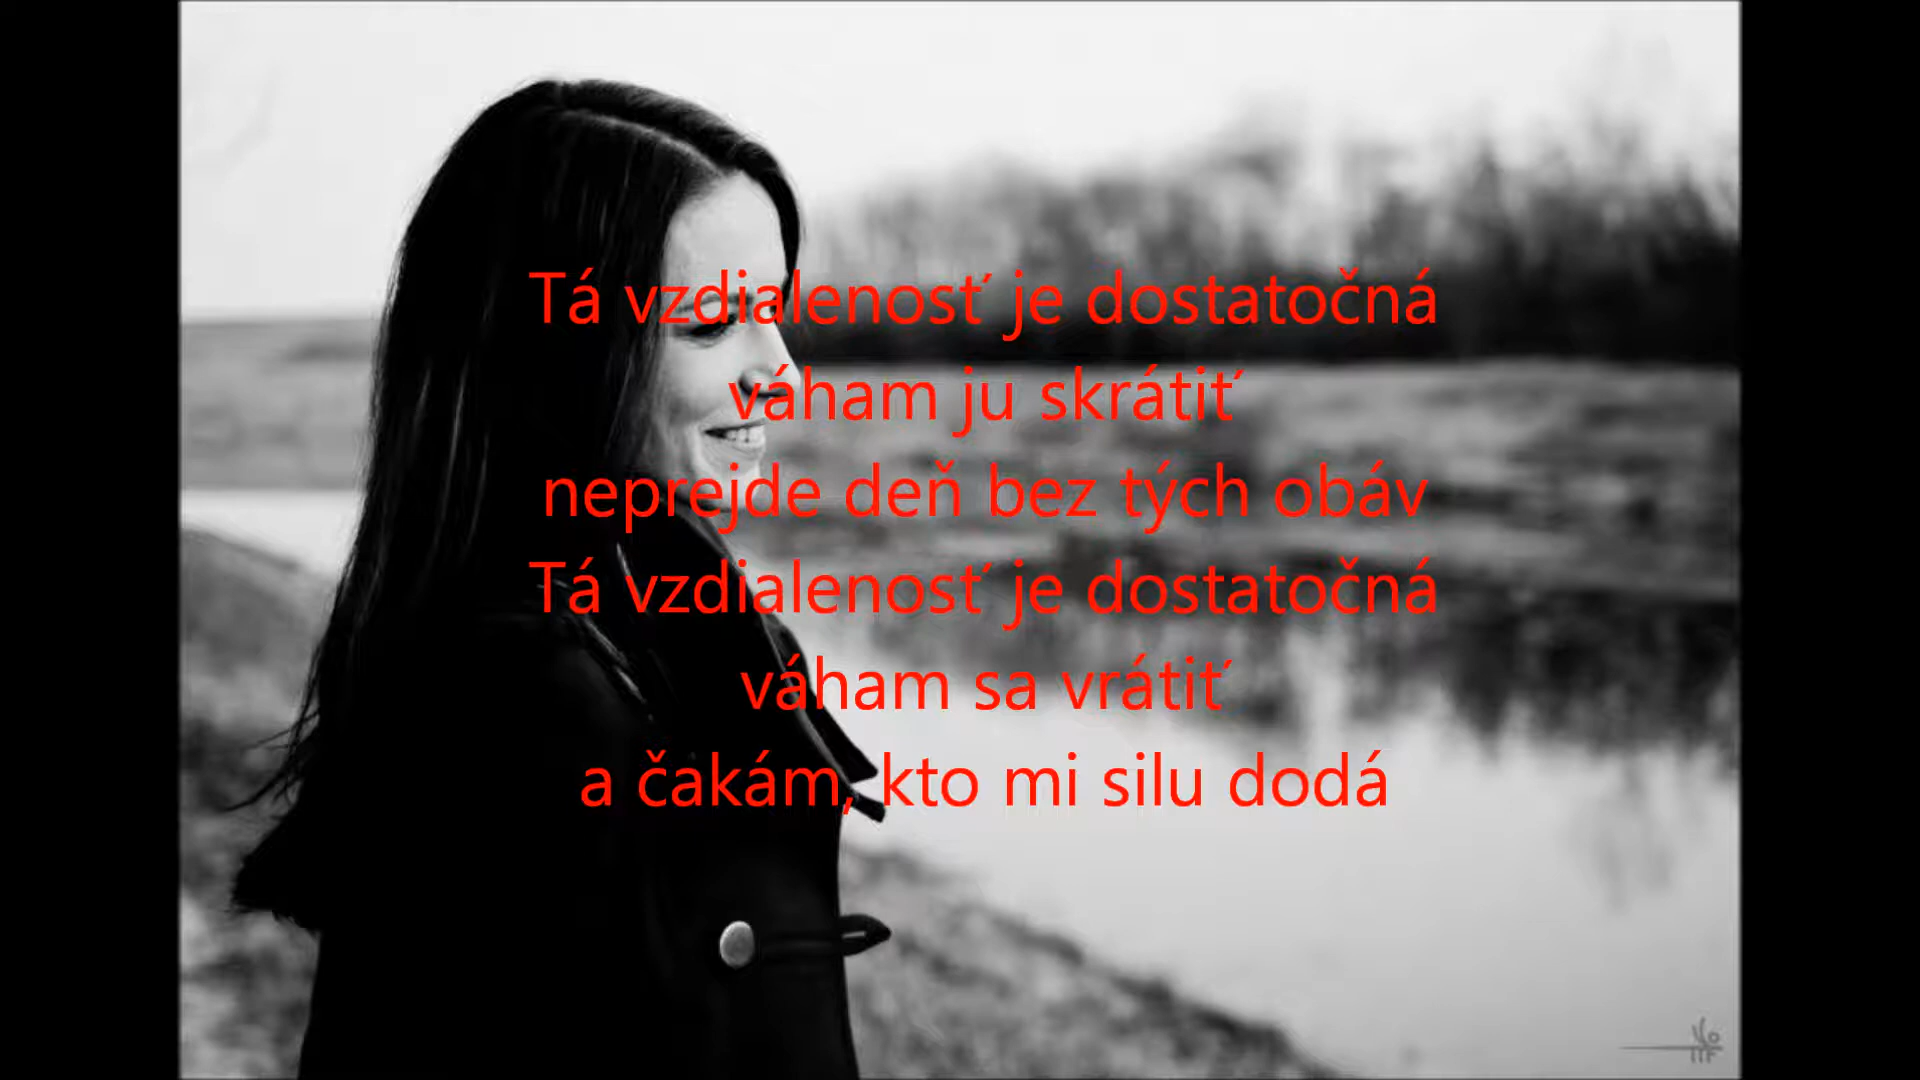 Tá vzdialenosť je dostatočná
váham ju skrátiť
neprejde deň bez tých obáv
Tá vzdialenosť je dostatočná
váham sa vrátiť
a čakám, kto mi silu dodá